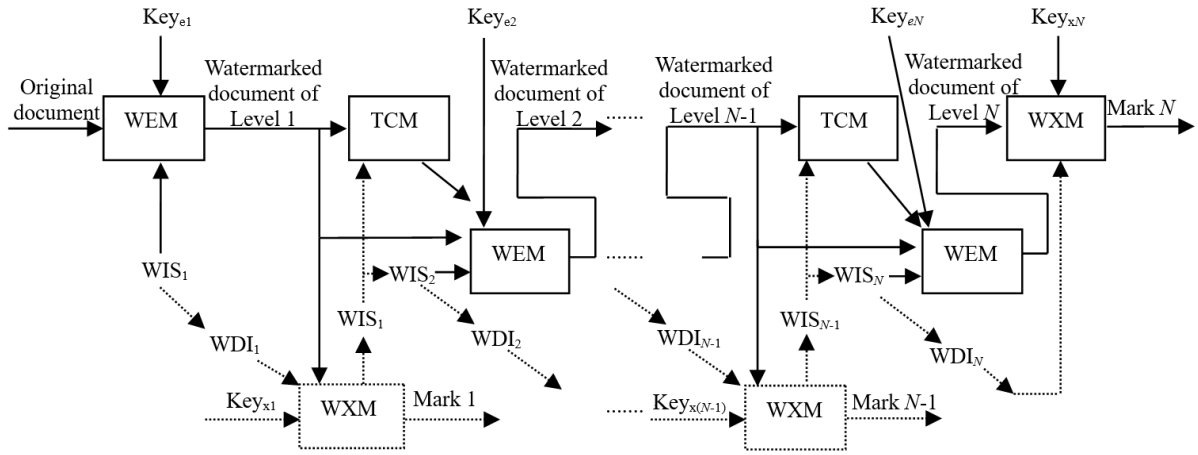 Key_e1
Key_e2
Key_eN
Key_xN
Original
document
Watermarked
document of
Level 1
Watermarked
document of
Level 2
Watermarked
document of
Level N-1
Watermarked
document of
Level N
WEM
TCM
......
TCM
WXM
Mark N
WEM
......
WEM
WIS_1
WIS_2
WIS_N
WIS_1
WIS_N-1
WDI_1
WDI_2
WDI_N-1
WDI_N
Key_x1
WXM
Mark 1
......
Key_x(N-1)
WXM
Mark N-1